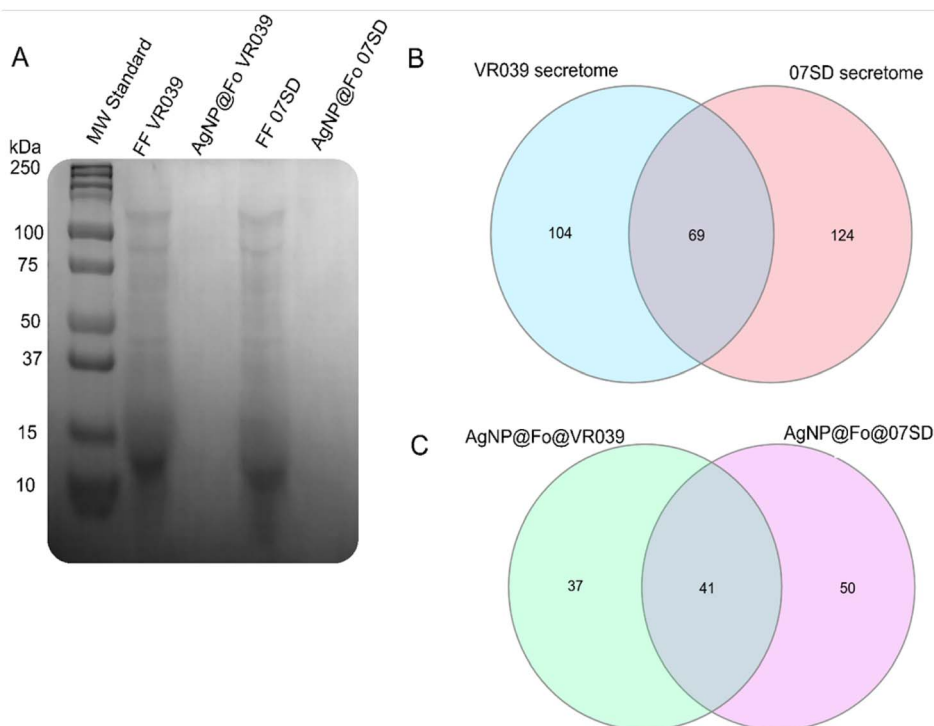 A
MW Standard
FF VR039
AgNP@Fo VR039
FF 07SD
AgNP@Fo 07SD
kDa
250
100
75
50
37
15
10
B
VR039 secretome
07SD secretome
104
69
124
C
AgNP@Fo@VR039
AgNP@Fo@07SD
37
41
50